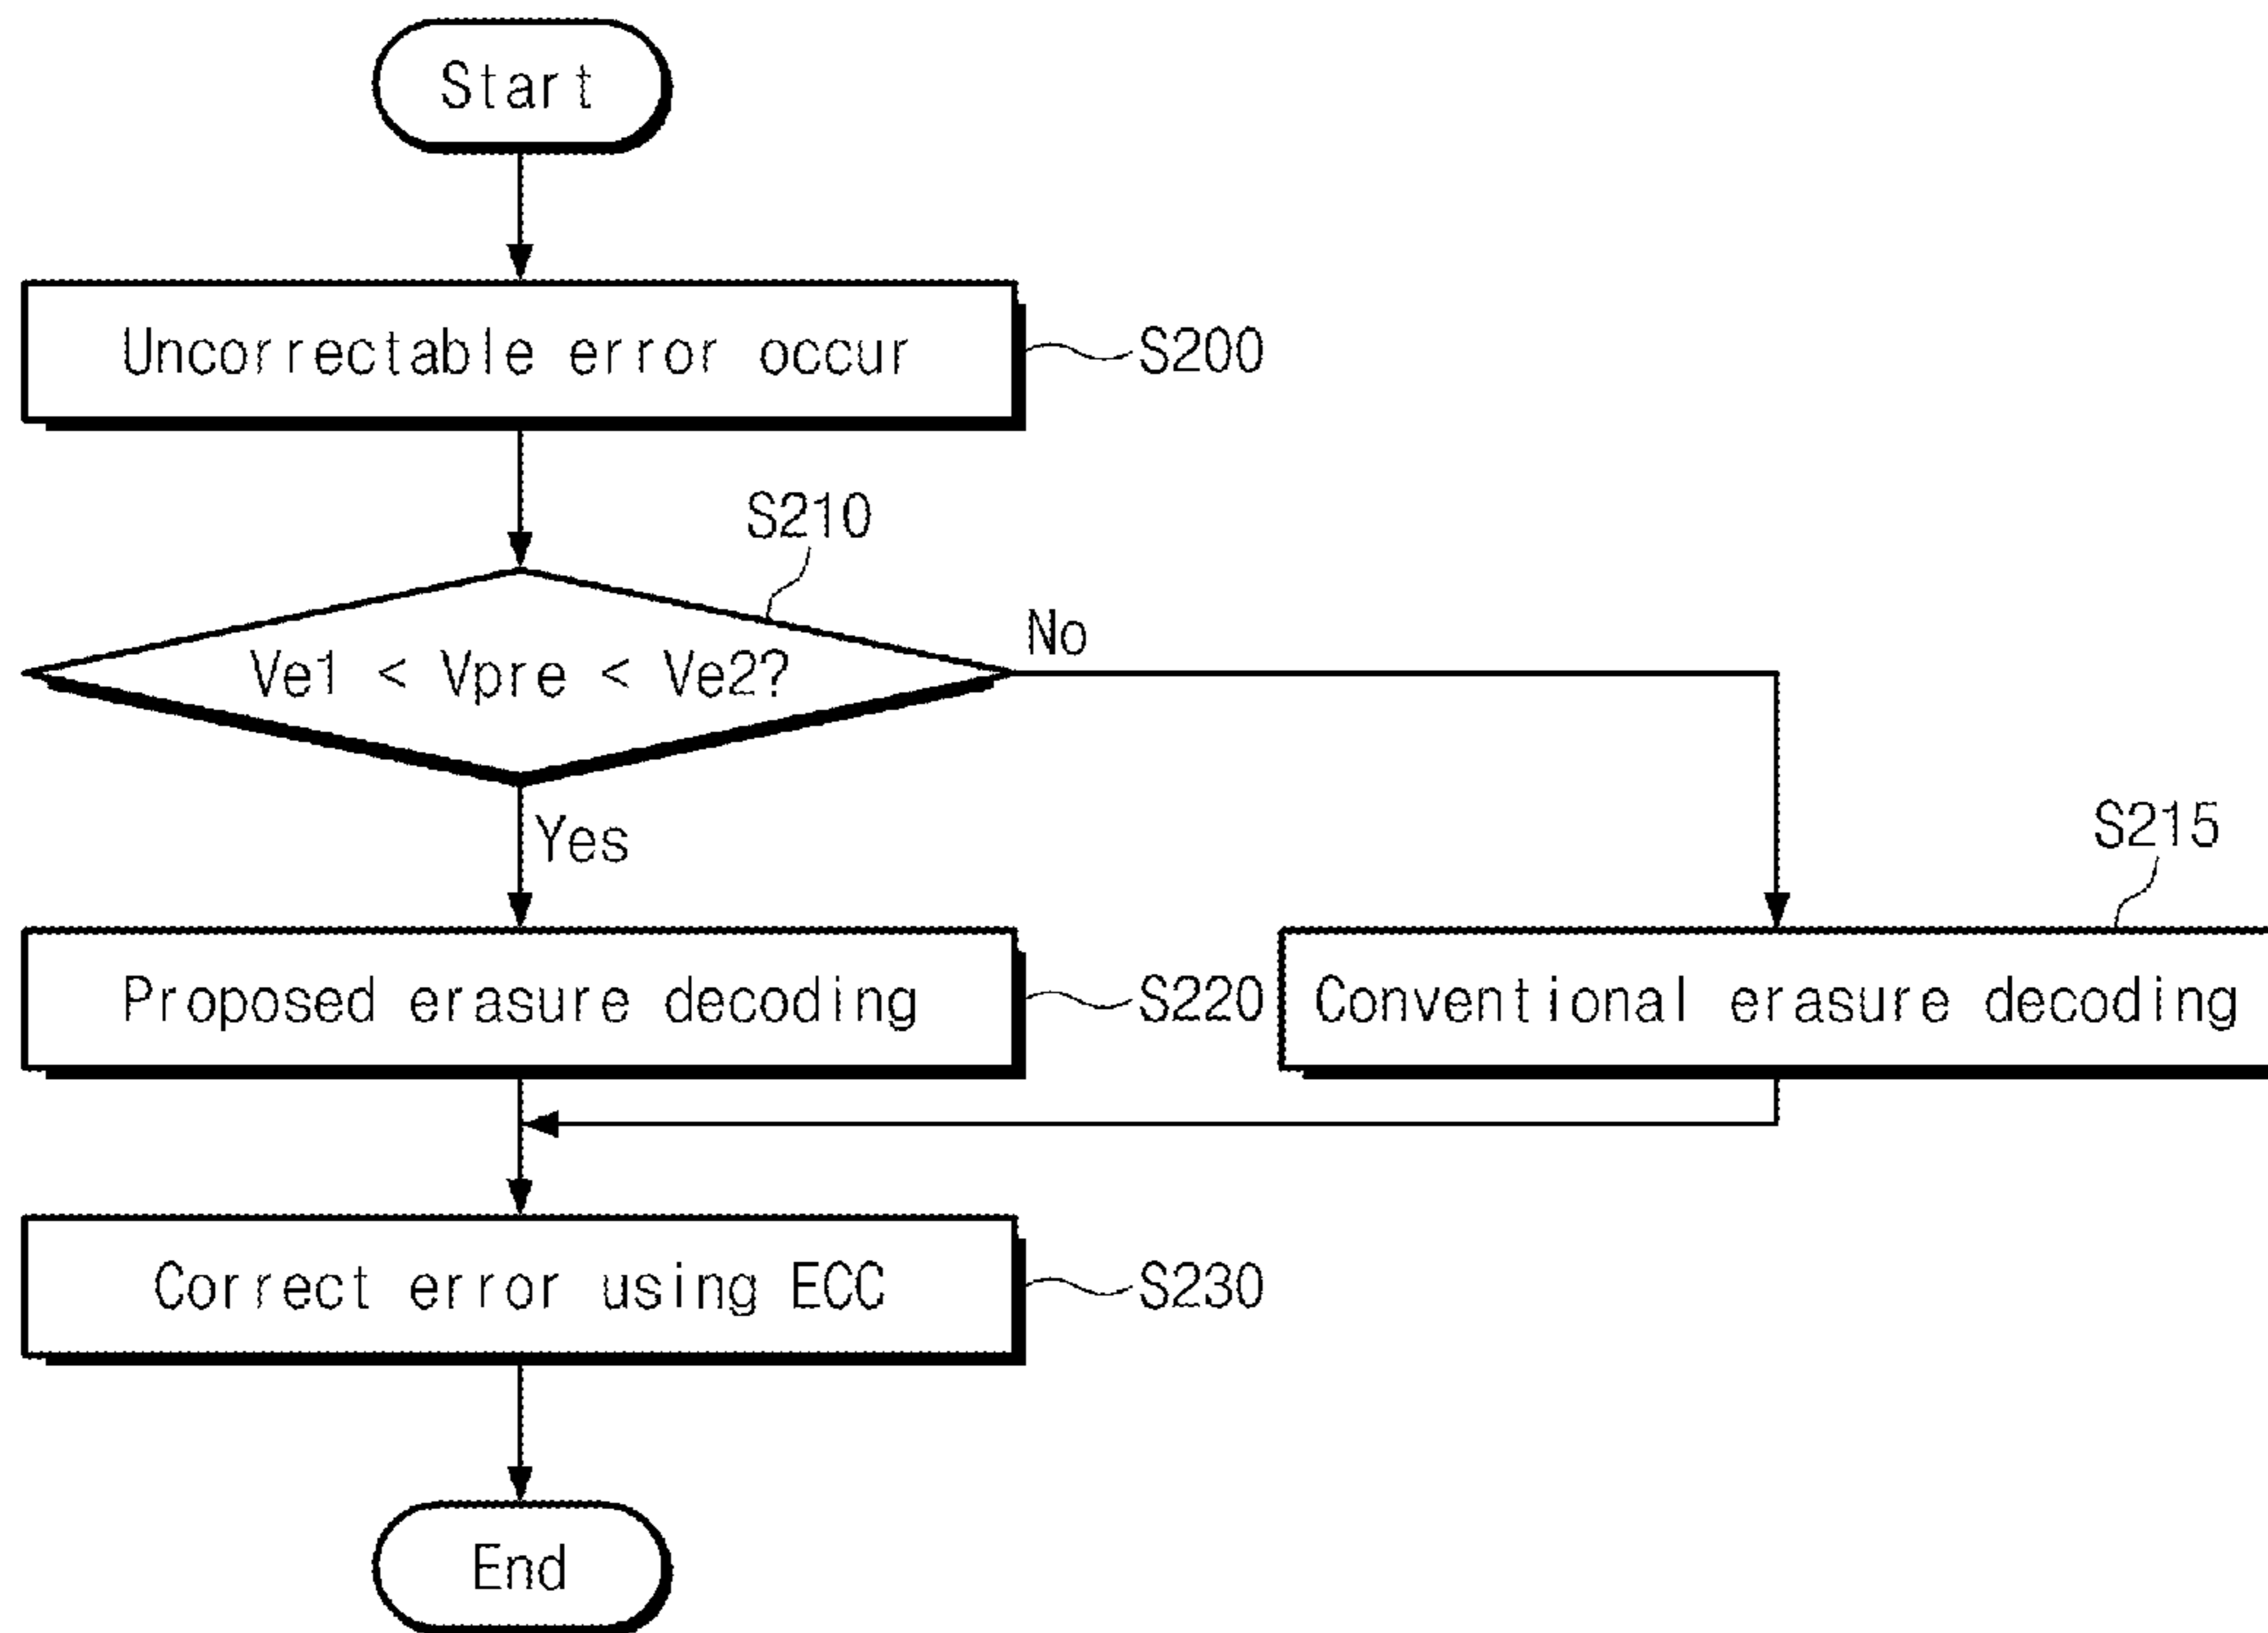 Start
Uncorrectable error occur
S200
S210
Ve1 < Vpre < Ve2?
No
Yes
S215
Proposed erasure decoding
S220
Conventional erasure decoding
Correct error using ECC
S230
End